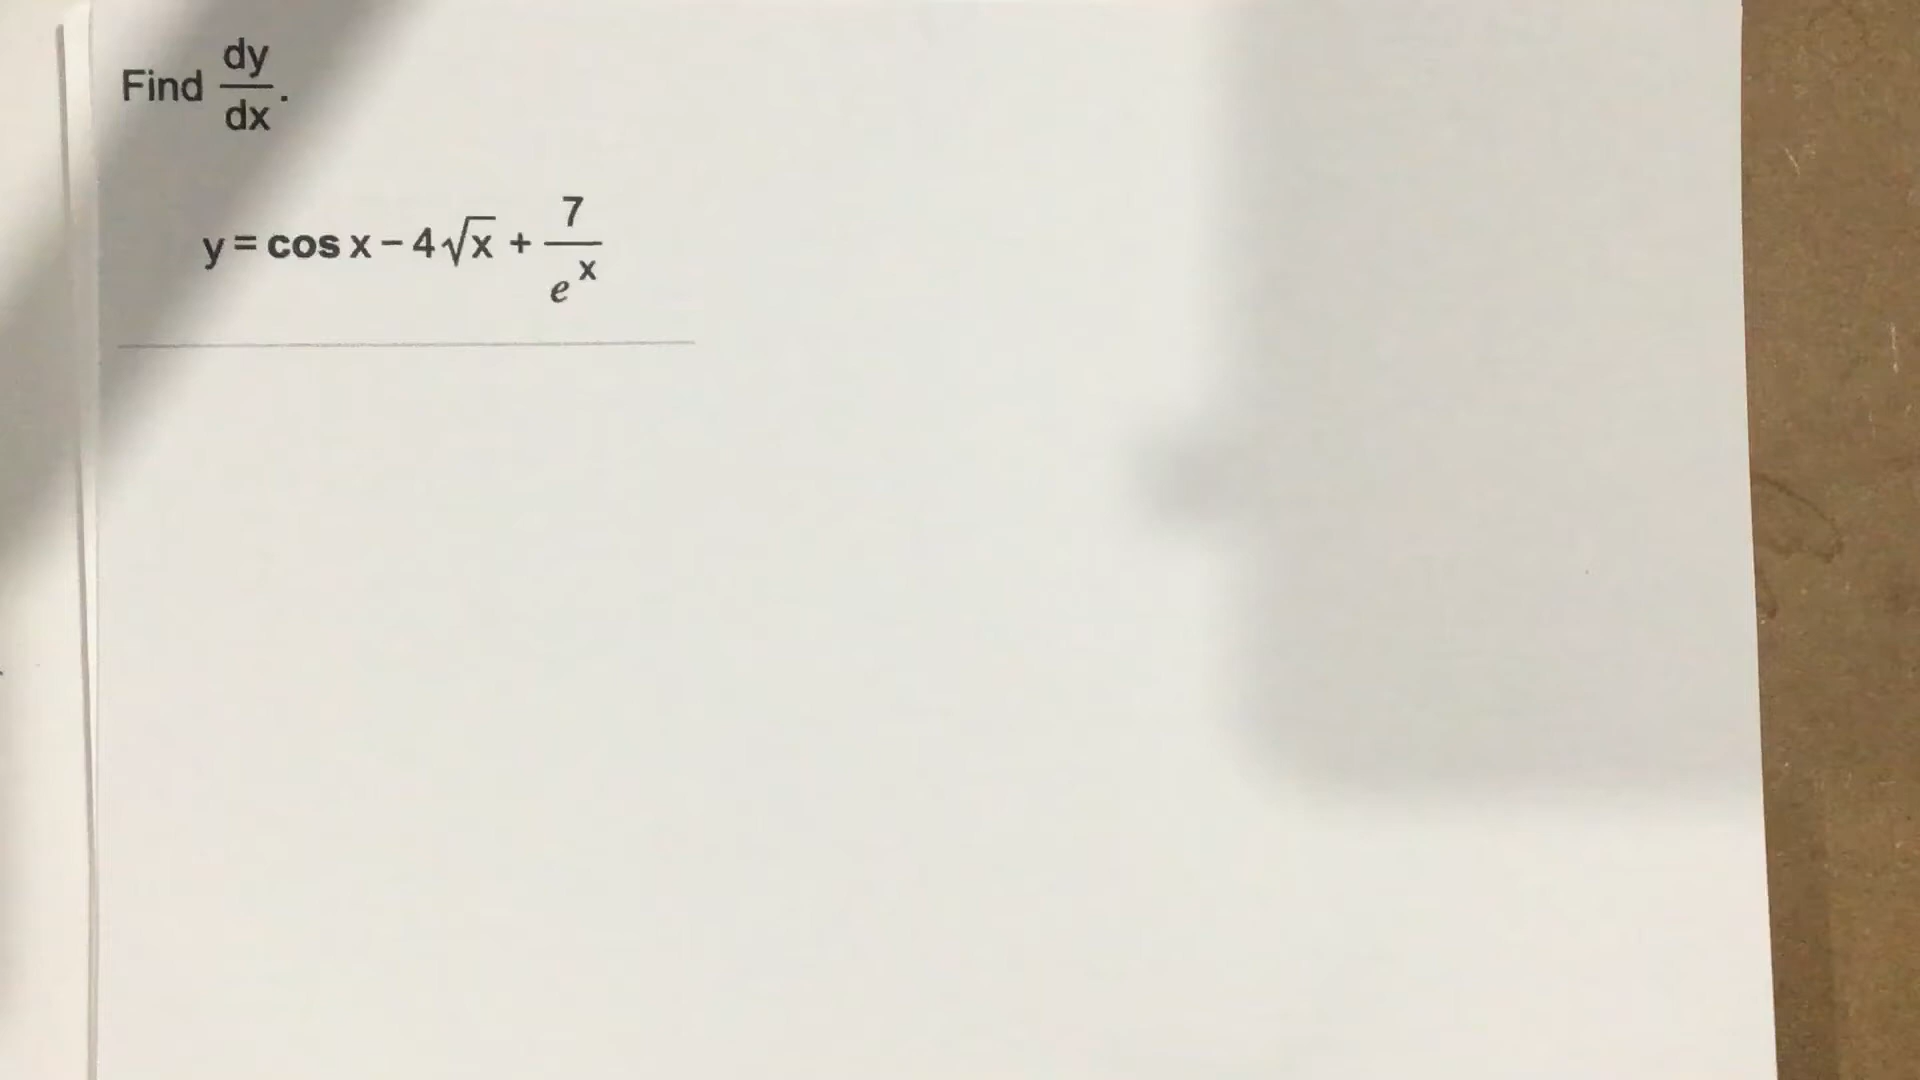 Find dy/dx.
y = cos x − 4√x + 7/e^x